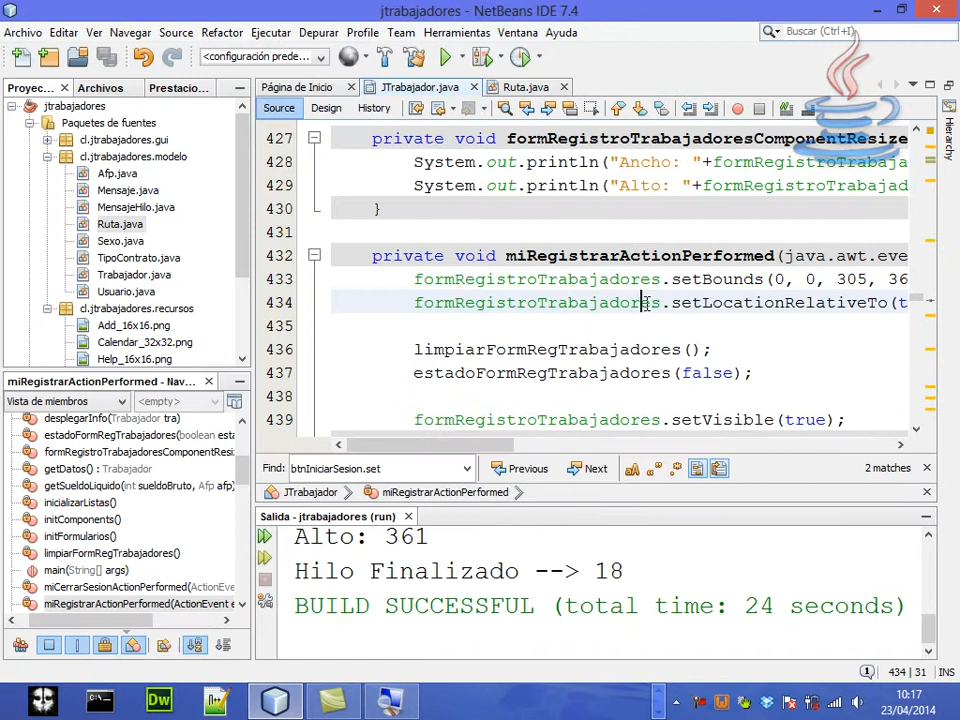 jtrabajadores - NetBeans IDE 7.4
Archivo Editar Ver Navegar Source Reestructurar Ejecutar Depurar Profile Team Herramientas Ventana Ayuda
Buscar (Ctrl+I)
<configuración pre...
Proyec... Archivos Prestacio...
Página de Inicio JTrabajador.java Ruta.java
Source Design History
Hierarchy
jtrabajadores
Paquetes de fuentes
cl.jtrabajadores.gui
cl.jtrabajadores.modelo
Afp.java
Mensaje.java
MensajeHilo.java
Ruta.java
Sexo.java
TipoContrato.java
Trabajador.java
Usuario.java
cl.jtrabajadores.recursos
Add_16x16.png
Calendar_32x32.png
Help_16x16.png
427 private void formRegistroTrabajadoresComponentResize
428 System.out.println("Ancho: "+formRegistroTrabaja
429 System.out.println("Alto: "+formRegistroTrabajad
430 }
431
432 private void miRegistrarActionPerformed(java.awt.eve
433 formRegistroTrabajadores.setBounds(0, 0, 305, 36
434 formRegistroTrabajadores.setLocationRelativeTo(t
435
436 limpiarFormRegTrabajadores();
437 estadoFormRegTrabajadores(false);
438
439 formRegistroTrabajadores.setVisible(true);
miRegistrarActionPerformed - Nav...
Vista de miembros <empty>
desplegarInfo(Trabajador tra)
estadoFormRegTrabajadores(boolean esta
formRegistroTrabajadoresComponentResiz
getDatos() : Trabajador
getSueldoLiquido(int sueldoBruto, Afp afp)
inicializarListas()
initComponents()
initFormularios()
limpiarFormRegTrabajadores()
main(String[] args)
miCerrarSesionActionPerformed(ActionEvent
miRegistrarActionPerformed(ActionEvent e
Find: btnIniciarSesion.set Previous Next 2 matches
JTrabajador miRegistrarActionPerformed
Salida - jtrabajadores (run)
Alto: 361
Hilo Finalizado --> 18
BUILD SUCCESSFUL (total time: 24 seconds)
434 | 31 INS
Dw
10:17
23/04/2014